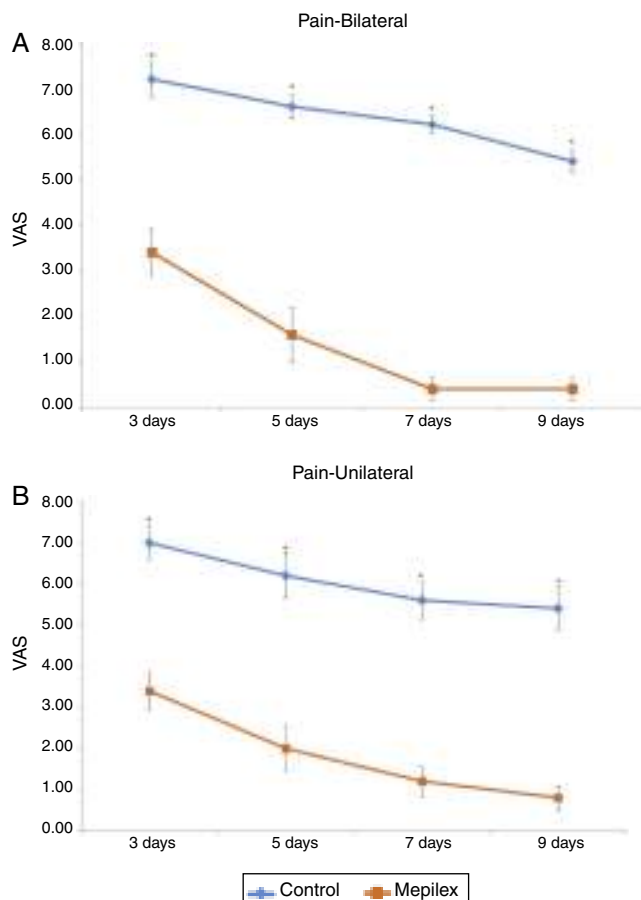 Pain-Bilateral
A
8.00
7.00
6.00
5.00
4.00
3.00
2.00
1.00
0.00
VAS
3 days 5 days 7 days 9 days
Pain-Unilateral
B
8.00
7.00
6.00
5.00
4.00
3.00
2.00
1.00
0.00
VAS
3 days 5 days 7 days 9 days
Control Mepilex